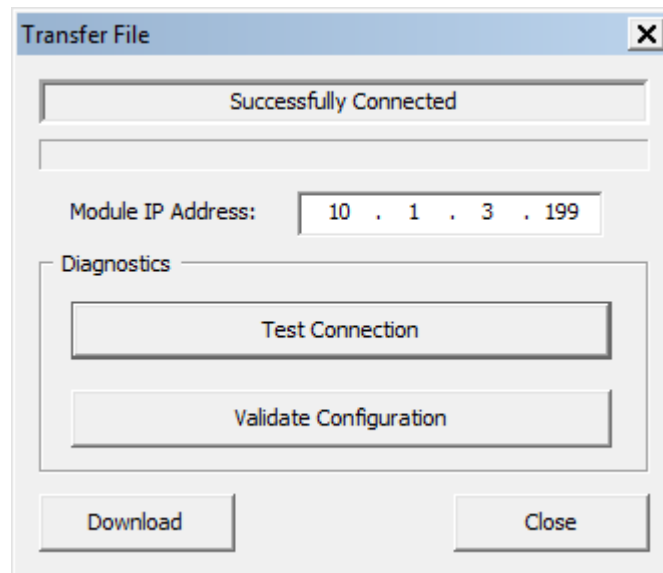 Transfer File
Successfully Connected
Module IP Address: 10 . 1 . 3 . 199
Diagnostics
Test Connection
Validate Configuration
Download Close